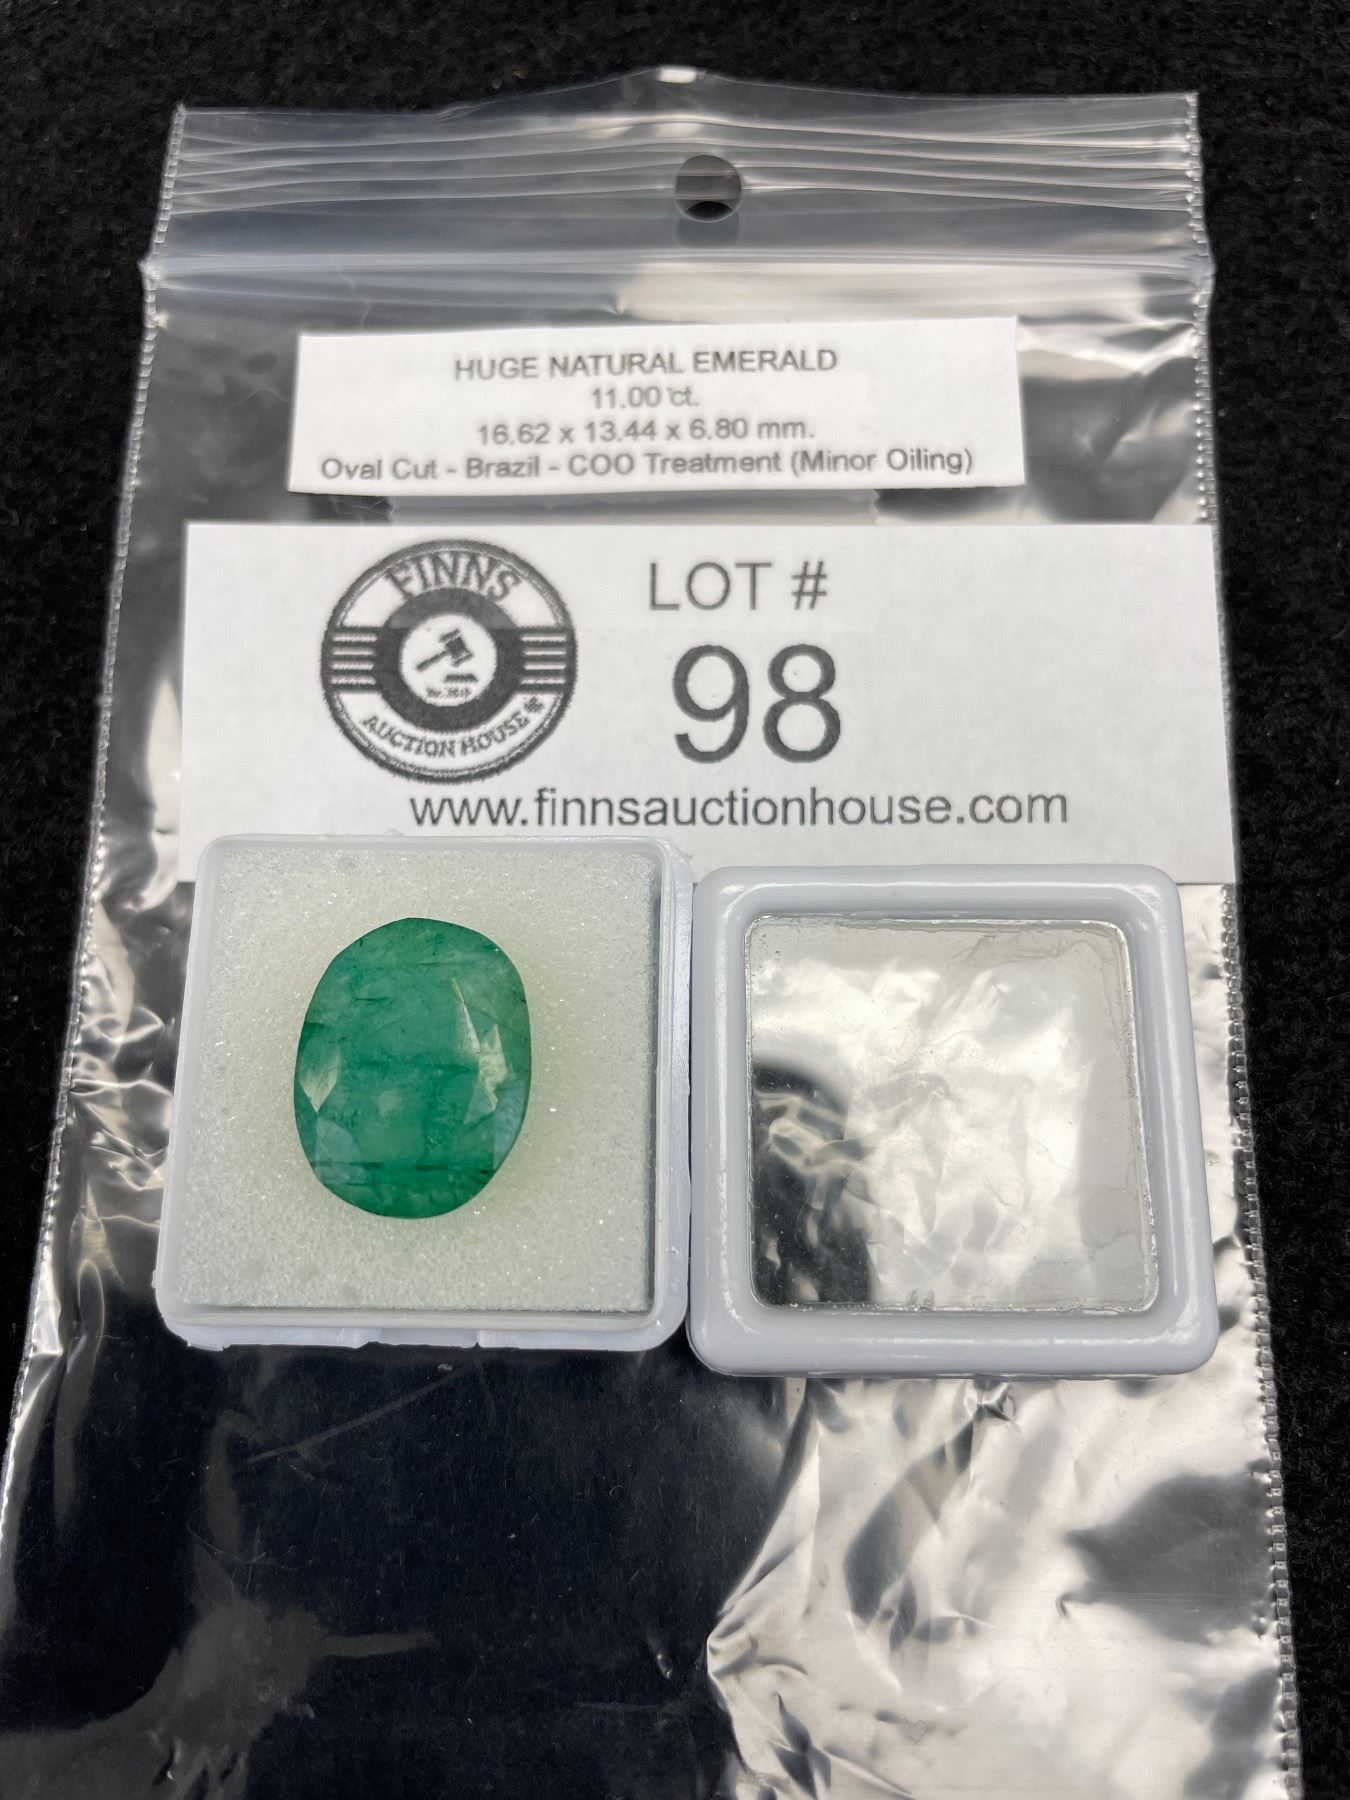 HUGE NATURAL EMERALD
11.00 ct.
16.62 x 13.44 x 6.80 mm.
Oval Cut - Brazil - COO Treatment (Minor Oiling)
FINNS
AUCTION HOUSE
LOT #
98
www.finnsauctionhouse.com